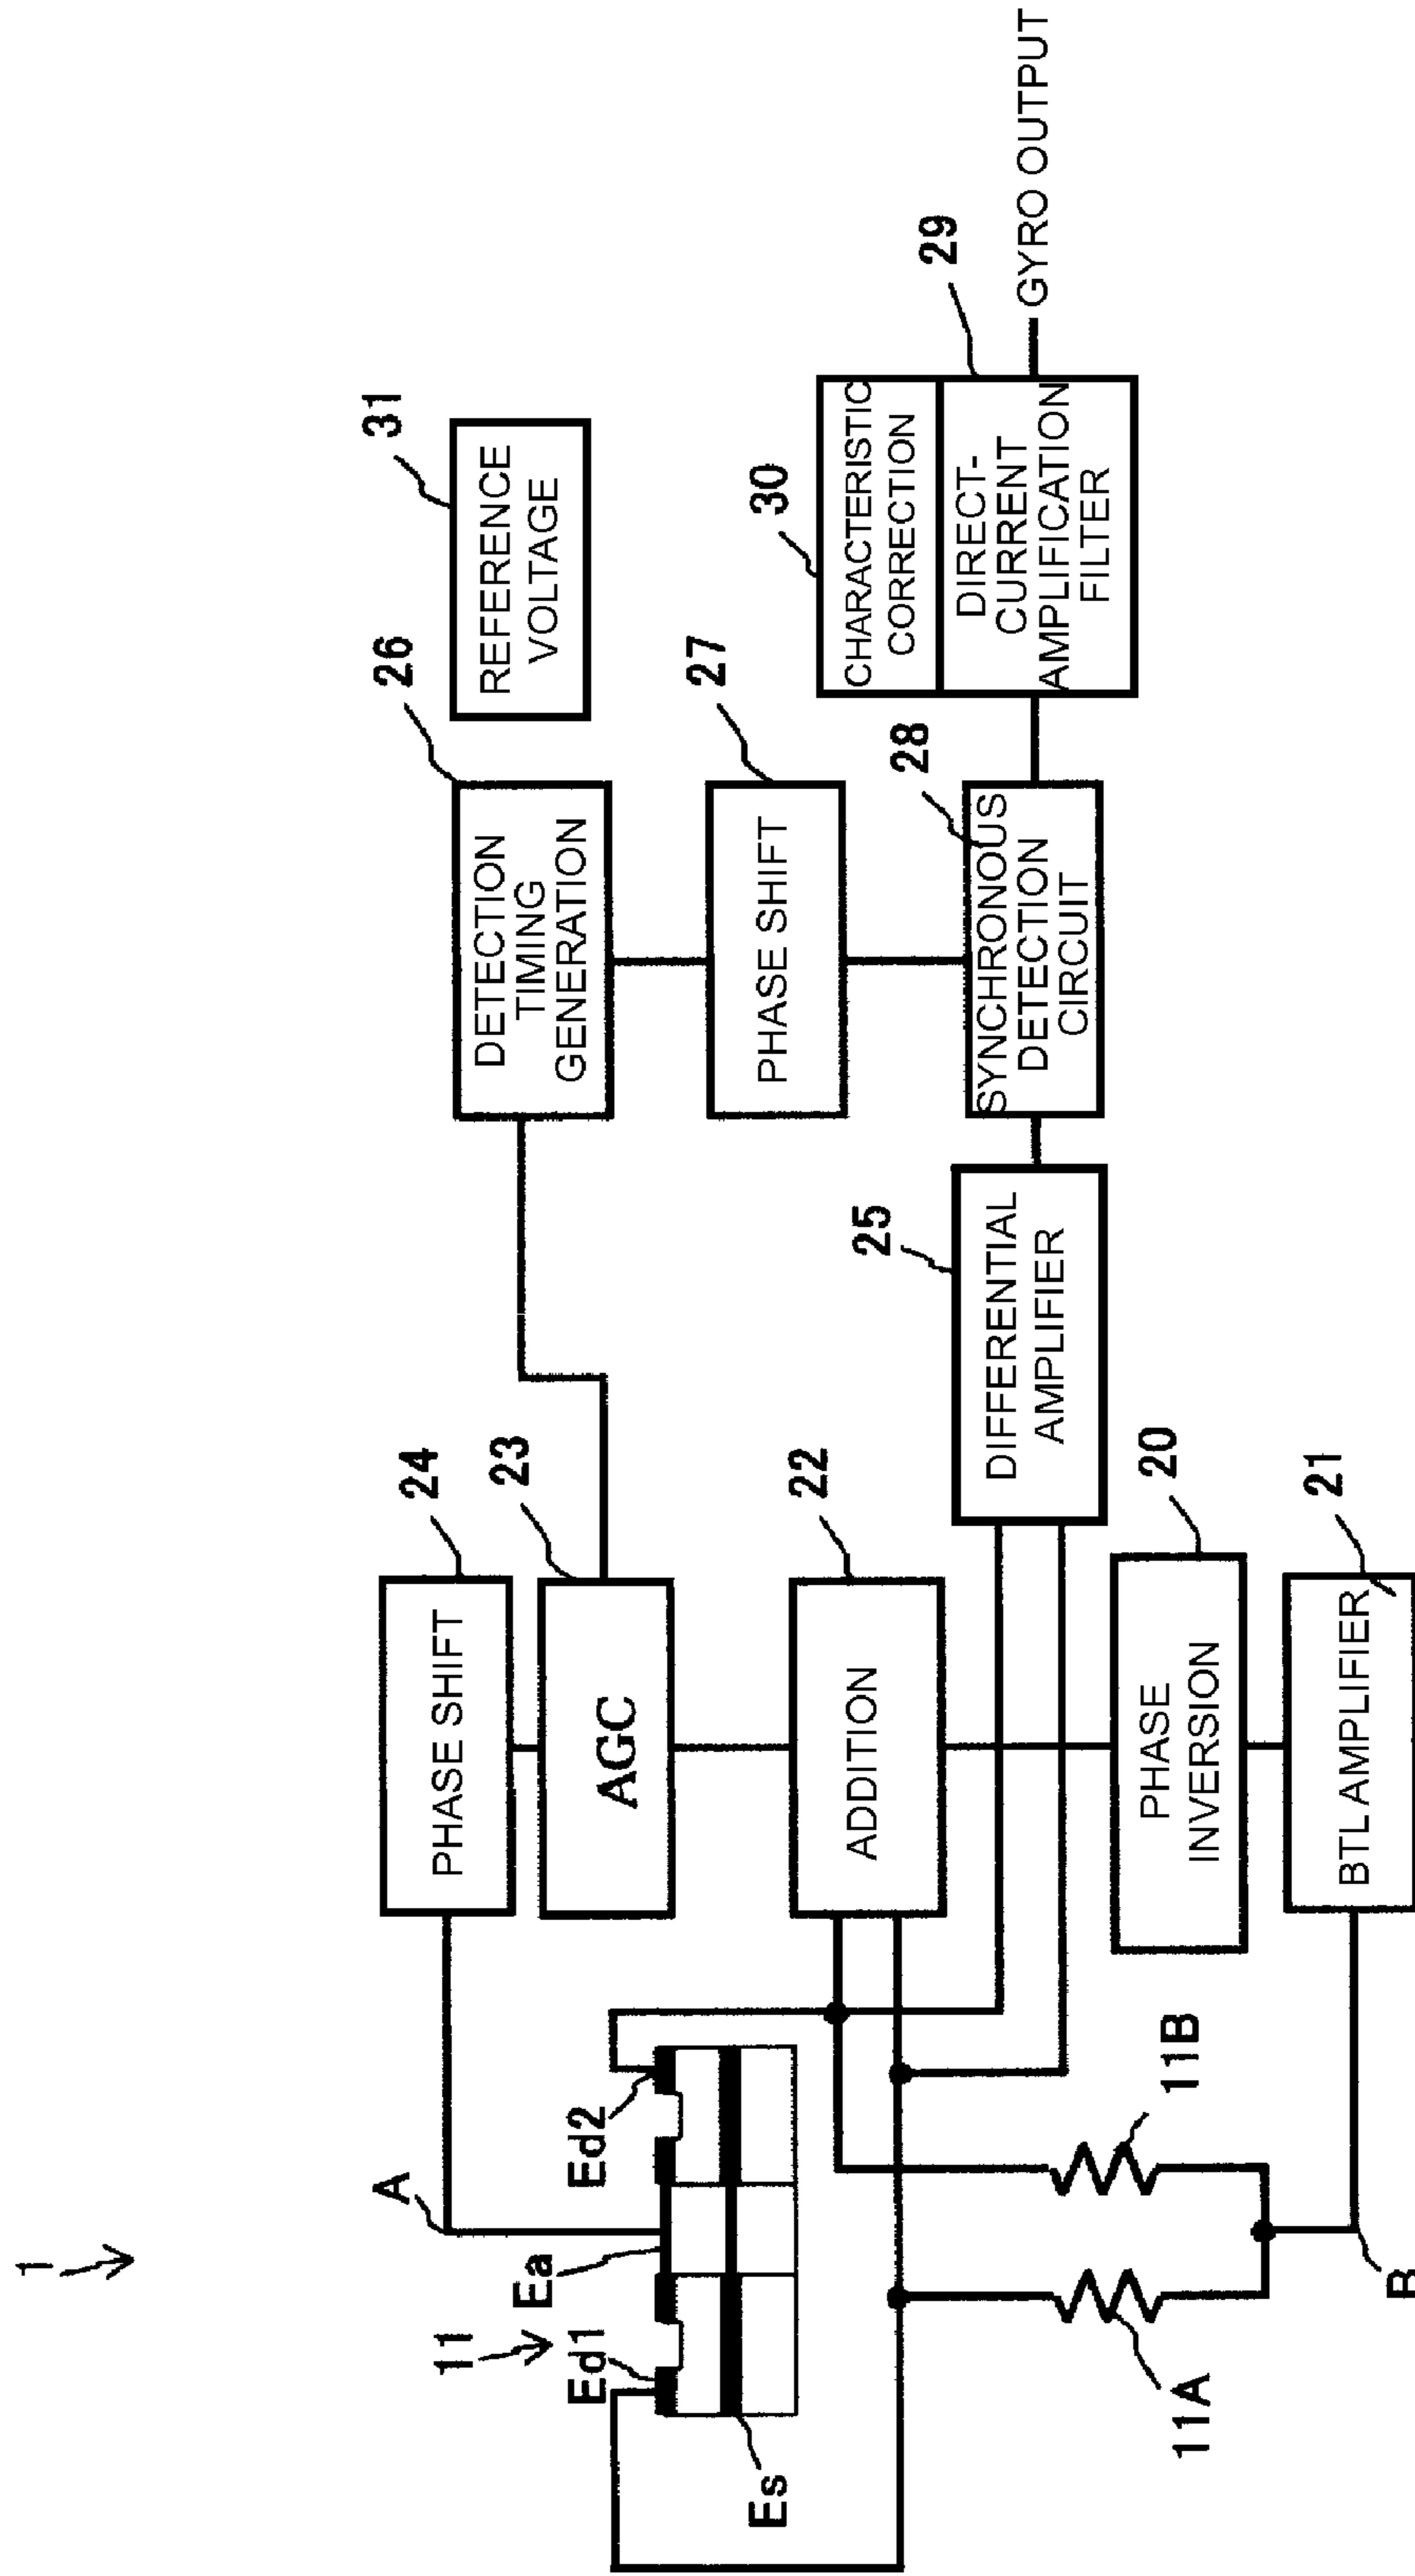 1
24
PHASE SHIFT
A
23
AGC
26
DETECTION
TIMING
GENERATION
31
REFERENCE
VOLTAGE
11
Ed1
Ea
Ed2
Es
22
ADDITION
27
PHASE SHIFT
25
DIFFERENTIAL
AMPLIFIER
28
SYNCHRONOUS
DETECTION
CIRCUIT
30
CHARACTERISTIC
CORRECTION
29
DIRECT-
CURRENT
AMPLIFICATION
FILTER
GYRO OUTPUT
11A
11B
20
PHASE
INVERSION
21
BTL AMPLIFIER
B